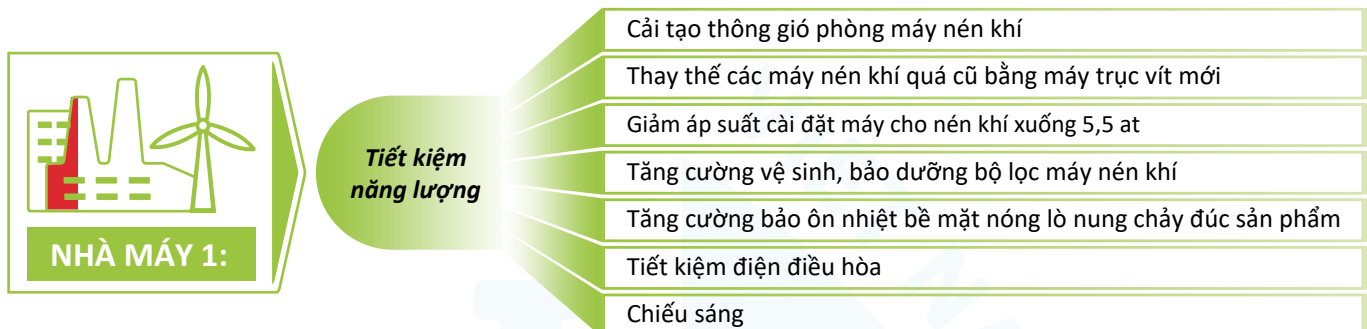 NHÀ MÁY 1:
Tiết kiệm
năng lượng
Cải tạo thông gió phòng máy nén khí
Thay thế các máy nén khí quá cũ bằng máy trục vít mới
Giảm áp suất cài đặt máy cho nén khí xuống 5,5 at
Tăng cường vệ sinh, bảo dưỡng bộ lọc máy nén khí
Tăng cường bảo ôn nhiệt bề mặt nóng lò nung chảy đúc sản phẩm
Tiết kiệm điện điều hòa
Chiếu sáng